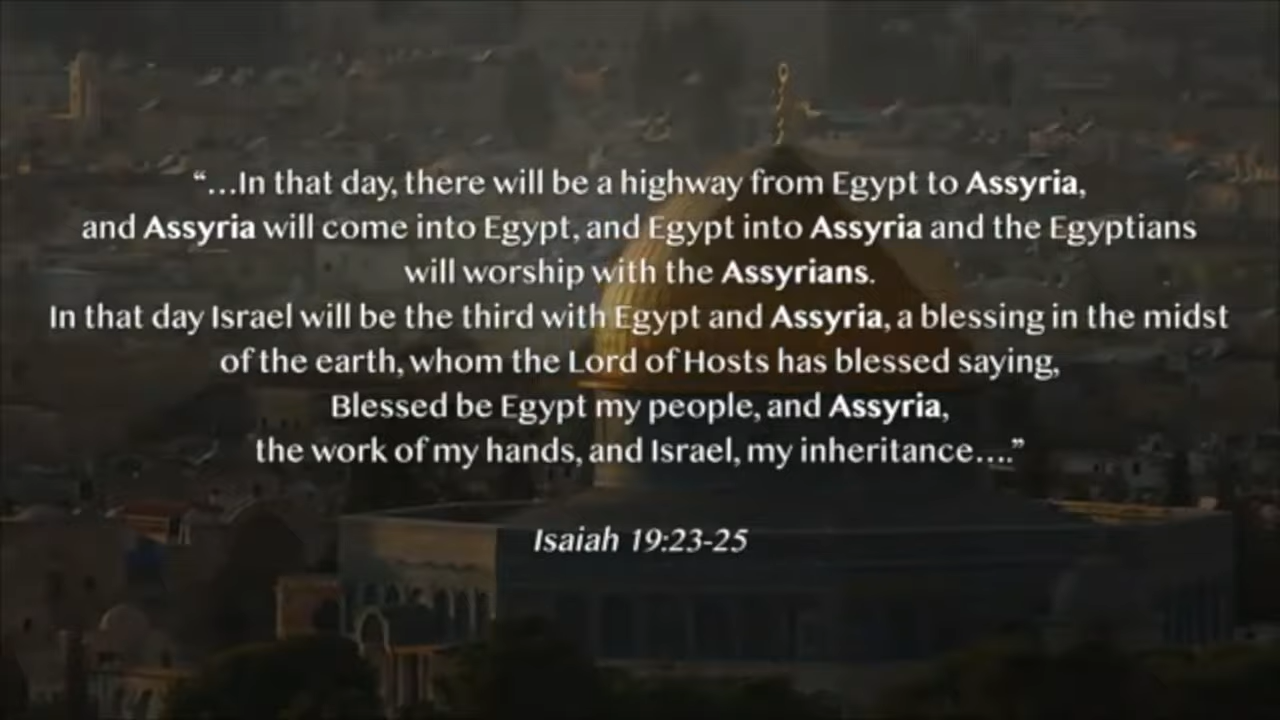 “…In that day, there will be a highway from Egypt to Assyria,
and Assyria will come into Egypt, and Egypt into Assyria and the Egyptians
will worship with the Assyrians.
In that day Israel will be the third with Egypt and Assyria, a blessing in the midst
of the earth, whom the Lord of Hosts has blessed saying,
Blessed be Egypt my people, and Assyria,
the work of my hands, and Israel, my inheritance….”
Isaiah 19:23-25